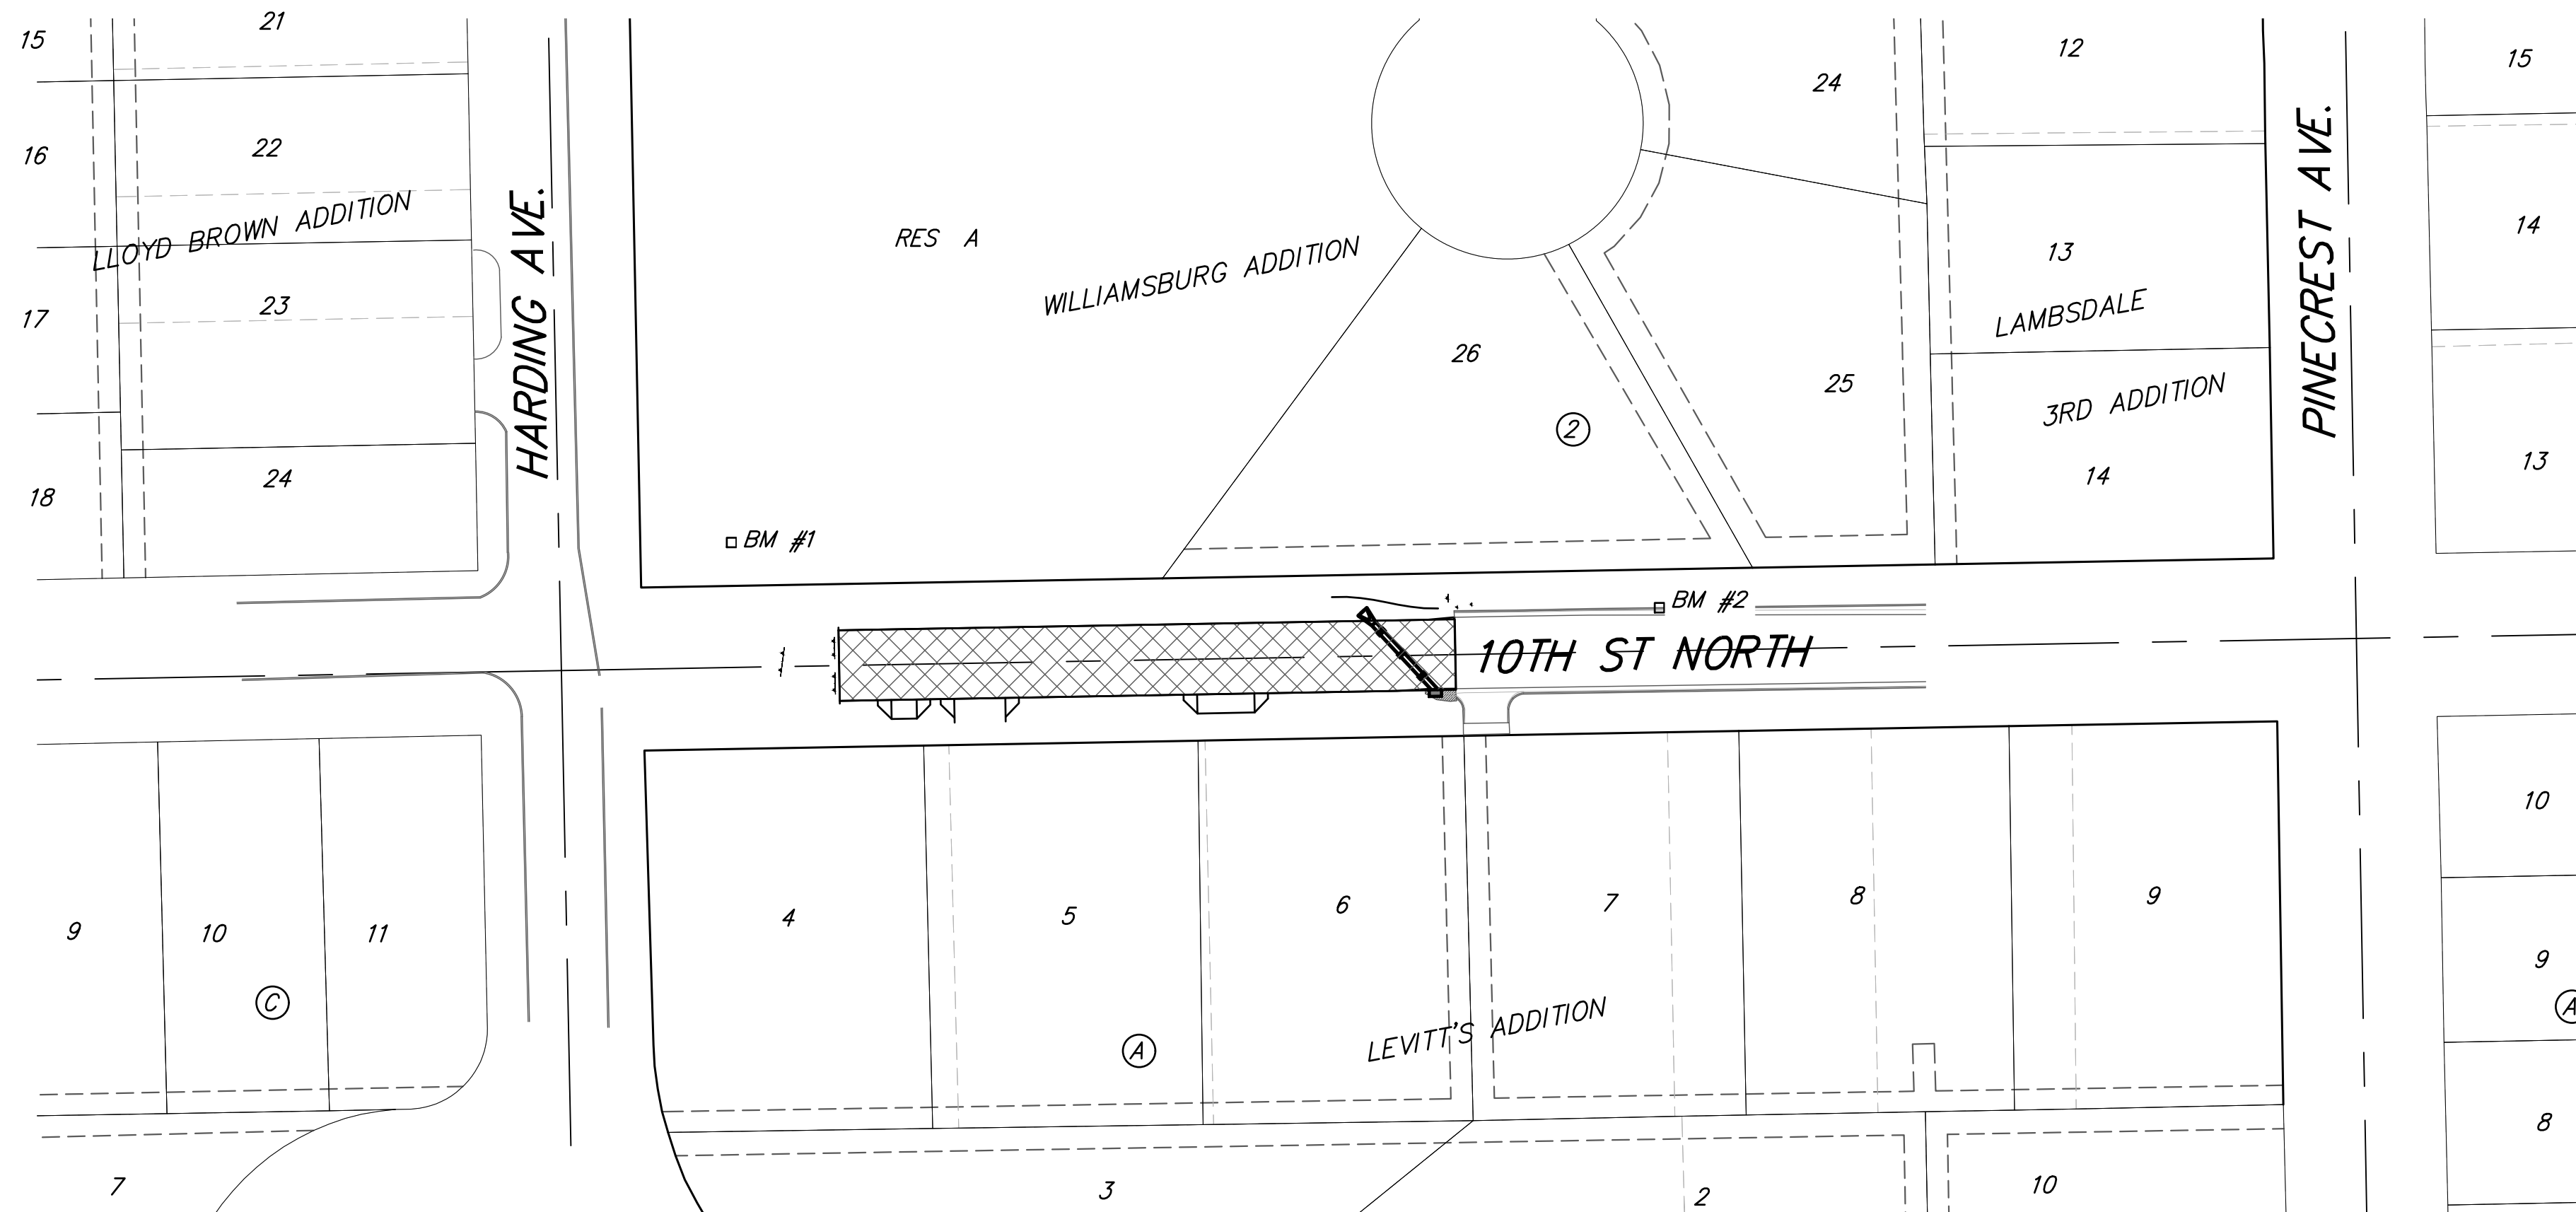 21
15
24
12
15
22
16
LLOYD BROWN ADDITION
HARDING AVE.
RES A
WILLIAMSBURG ADDITION
13
PINECREST AVE.
14
23
17
26
25
LAMBSDALE
3RD ADDITION
2
24
18
14
13
BM #1
BM #2
10TH ST NORTH
10
4
5
6
7
8
9
9
10
11
9
C
A
A
LEVITT'S ADDITION
8
7
3
2
10